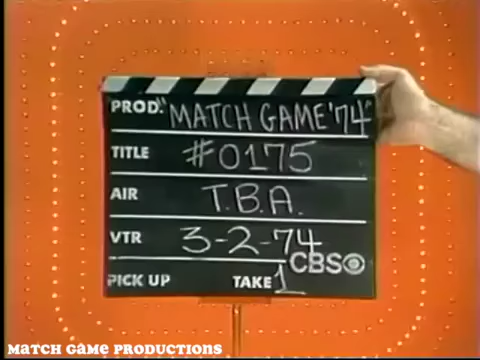 PROD. "MATCH GAME '74"
TITLE #0175
AIR T.B.A.
VTR 3-2-74
CBS
PICK UP TAKE 1
MATCH GAME PRODUCTIONS